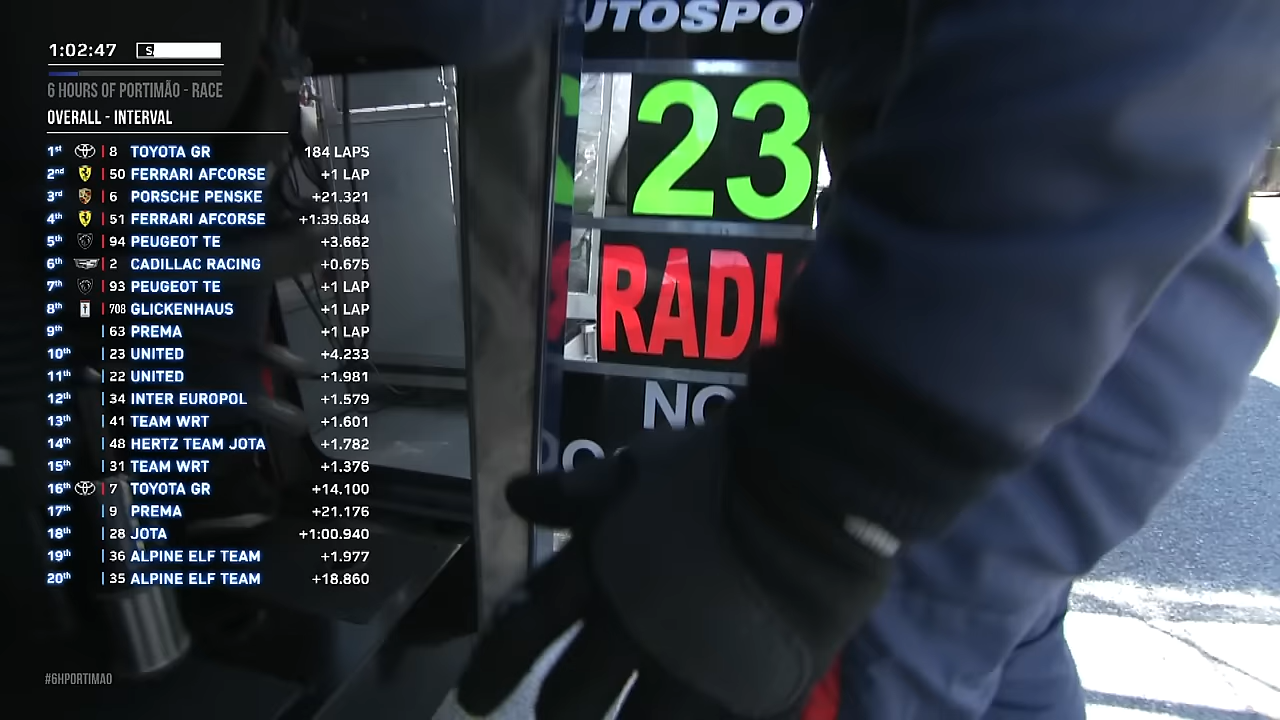 1:02:47
S
6 HOURS OF PORTIMÃO - RACE
OVERALL - INTERVAL
1st 8 TOYOTA GR 184 LAPS
2nd 50 FERRARI AFCORSE +1 LAP
3rd 6 PORSCHE PENSKE +21.321
4th 51 FERRARI AFCORSE +1:39.684
5th 94 PEUGEOT TE +3.662
6th 2 CADILLAC RACING +0.675
7th 93 PEUGEOT TE +1 LAP
8th 708 GLICKENHAUS +1 LAP
9th 63 PREMA +1 LAP
10th 23 UNITED +4.233
11th 22 UNITED +1.981
12th 34 INTER EUROPOL +1.579
13th 41 TEAM WRT +1.601
14th 48 HERTZ TEAM JOTA +1.782
15th 31 TEAM WRT +1.376
16th 7 TOYOTA GR +14.100
17th 9 PREMA +21.176
18th 28 JOTA +1:00.940
19th 36 ALPINE ELF TEAM +1.977
20th 35 ALPINE ELF TEAM +18.860
#6HPORTIMAO
UTOSPO
23
RADI
NO